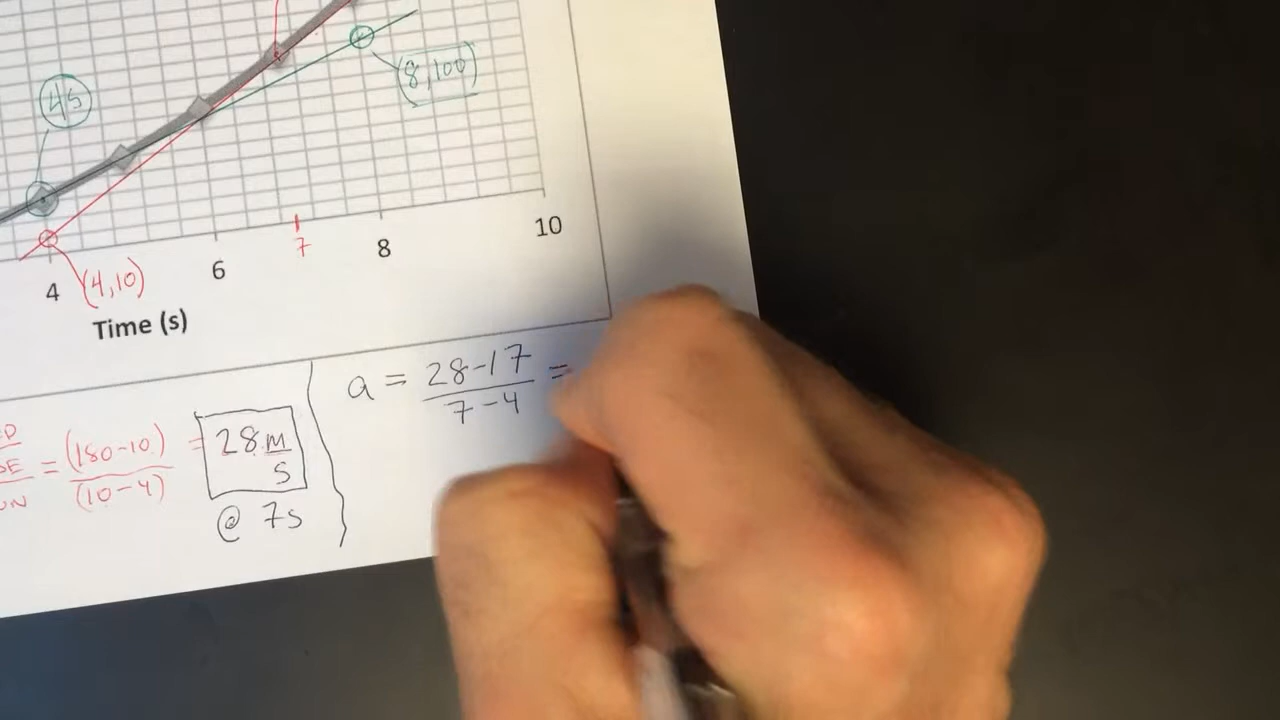 4s
(8,100)
7
4
6
8
10
(4,10)
Time (s)
= (180-10) = 28 m
(10-4) s
@ 7s
a = 28-17 =
7-4